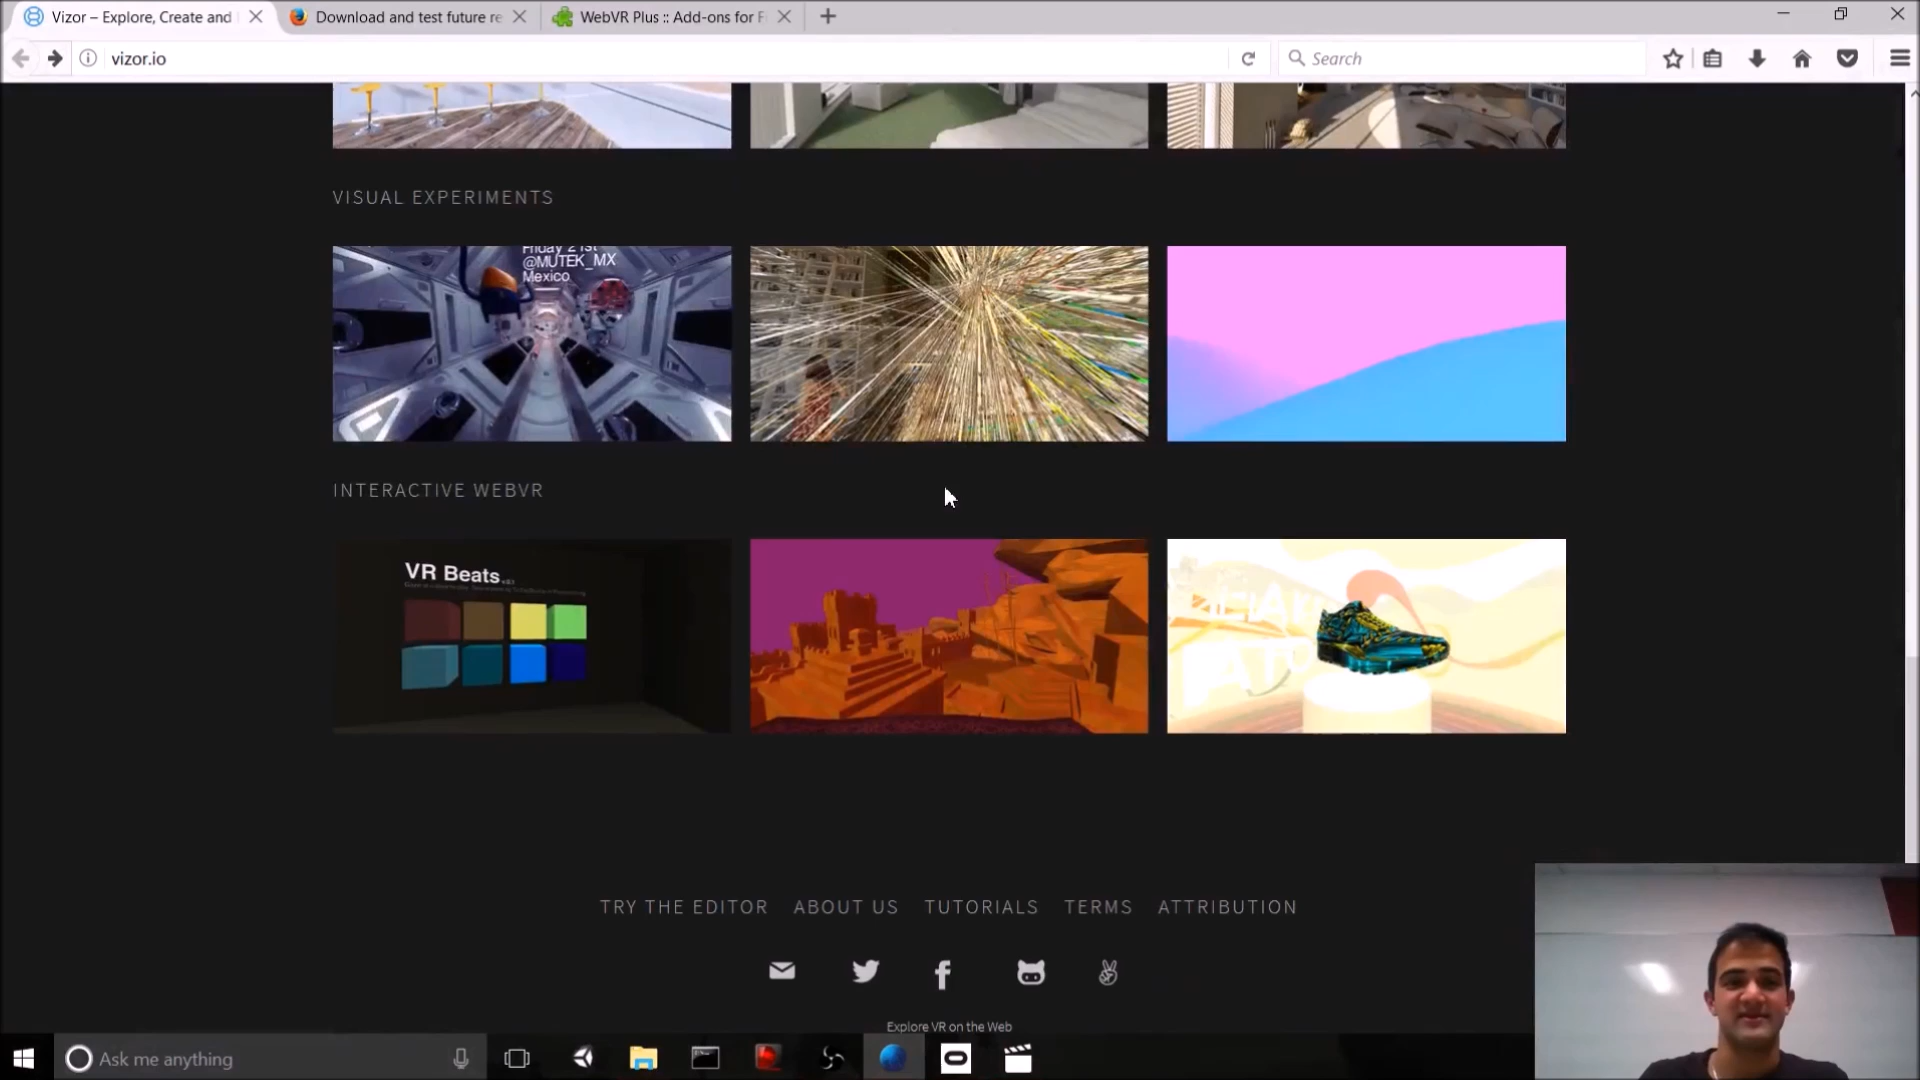 Vizor – Explore, Create and
Download and test future re
WebVR Plus :: Add-ons for F
vizor.io
Search
VISUAL EXPERIMENTS
Friday 21st
@MUTEK_MX
Mexico
INTERACTIVE WEBVR
VR Beats
TRY THE EDITOR ABOUT US TUTORIALS TERMS ATTRIBUTION
Explore VR on the Web
Ask me anything